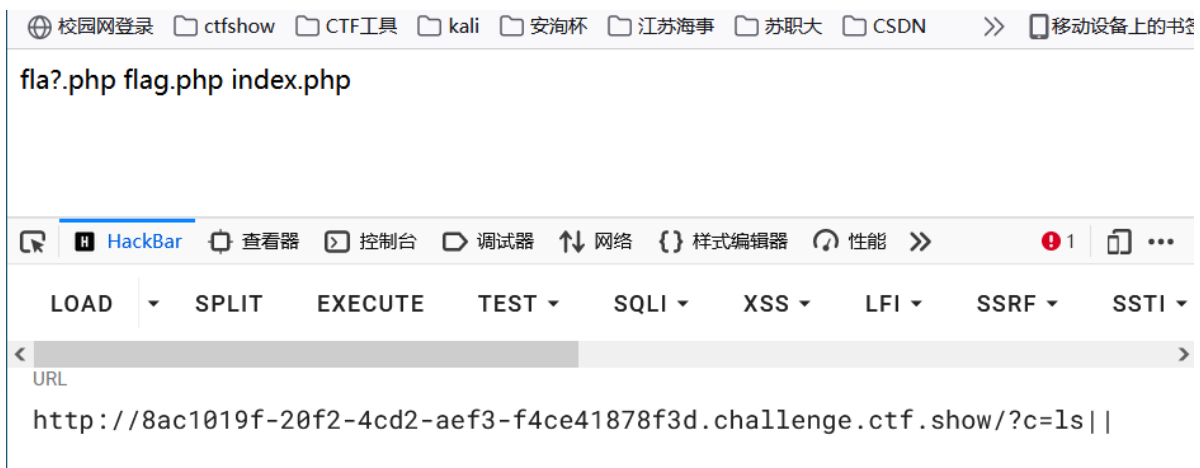 校园网登录 ctfshow CTF工具 kali 安洵杯 江苏海事 苏职大 CSDN 移动设备上的书签
fla?.php flag.php index.php
HackBar 查看器 控制台 调试器 网络 样式编辑器 性能 1
LOAD SPLIT EXECUTE TEST SQLI XSS LFI SSRF SSTI
URL
http://8ac1019f-20f2-4cd2-aef3-f4ce41878f3d.challenge.ctf.show/?c=ls||